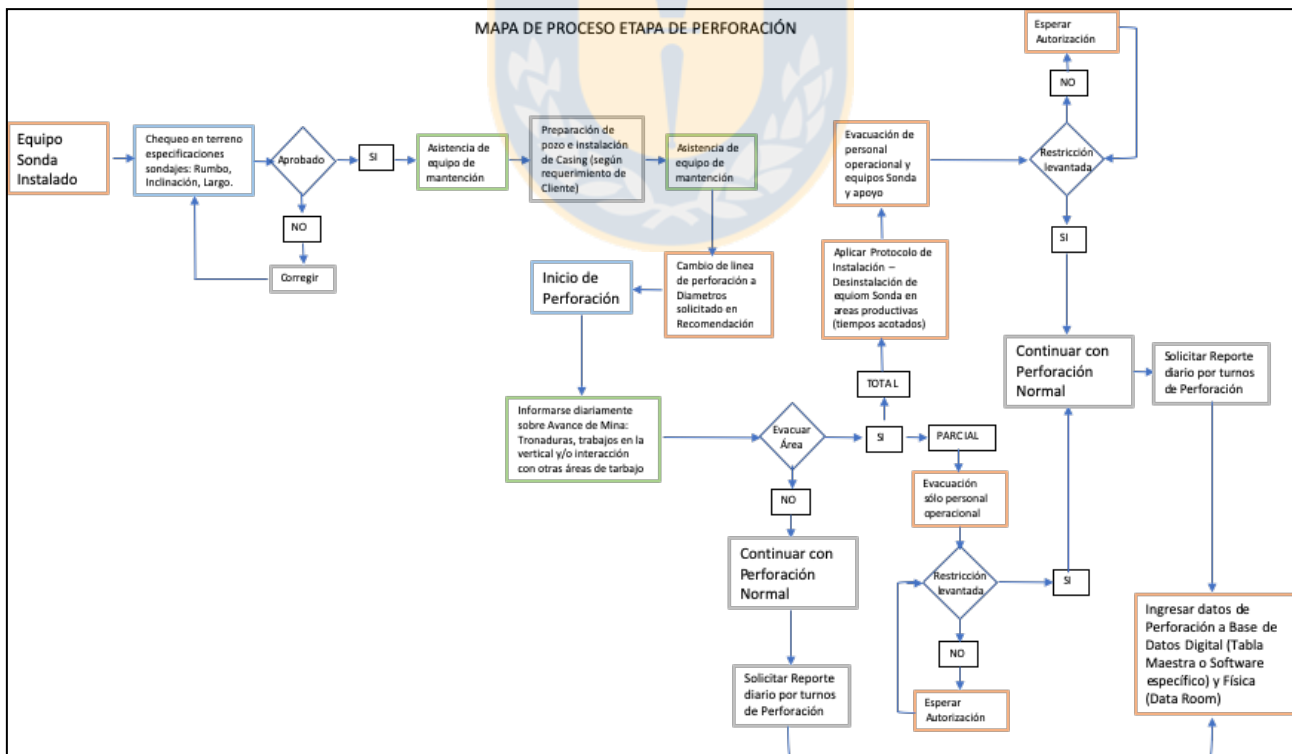 MAPA DE PROCESO ETAPA DE PERFORACIÓN
Equipo
Sonda
Instalado
Chequeo en terreno
especificaciones
sondajes: Rumbo,
Inclinación, Largo.
Aprobado
SI
NO
Corregir
Asistencia de
equipo de
mantención
Preparación de
pozo e instalación
de Casing (según
requerimiento de
Cliente)
Asistencia de
equipo de
mantención
Cambio de linea
de perforación a
Diametros
solicitado en
Recomendación
Inicio de
Perforación
Informarse diariamente
sobre Avance de Mina:
Tronaduras, trabajos en la
vertical y/o interacción
con otras áreas de tarbajo
Evacuar
Área
SI
TOTAL
Aplicar Protocolo de
Instalación –
Desinstalación de
equiom Sonda en
areas productivas
(tiempos acotados)
Evacuación de
personal
operacional y
equipos Sonda
y apoyo
Restricción
levantada
NO
Esperar
Autorización
SI
Continuar con
Perforación
Normal
Solicitar Reporte
diario por turnos
de Perforación
PARCIAL
Evacuación
sólo personal
operacional
Restricción
levantada
SI
NO
Esperar
Autorización
NO
Continuar con
Perforación
Normal
Solicitar Reporte
diario por turnos
de Perforación
Ingresar datos de
Perforación a Base de
Datos Digital (Tabla
Maestra o Software
específico) y Física
(Data Room)